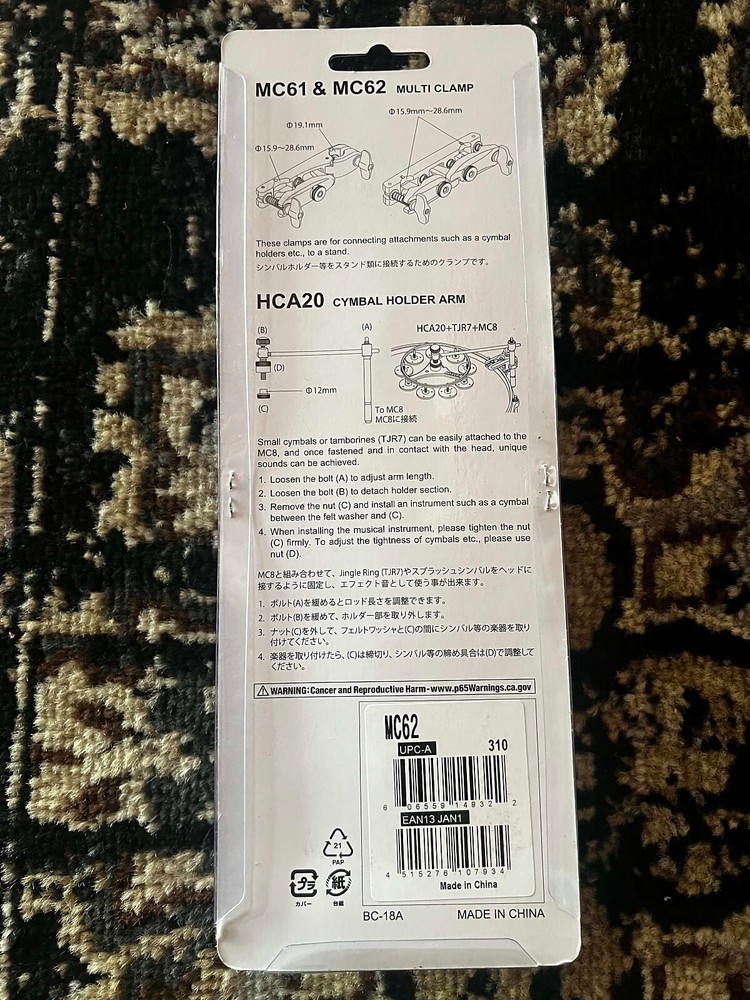 MC61 & MC62 MULTI CLAMP
Φ15.9mm～28.6mm
Φ19.1mm
Φ15.9～28.6mm
These clamps are for connecting attachments such as a cymbal
holders etc., to a stand.
シンバルホルダー等をスタンド類に接続するためのクランプです。
HCA20 CYMBAL HOLDER ARM
(B)
(A)
HCA20+TJR7+MC8
(D)
Φ12mm
(C)
To MC8
MC8に接続
Small cymbals or tamborines (TJR7) can be easily attached to the
MC8, and once fastened and in contact with the head, unique
sounds can be achieved.
1. Loosen the bolt (A) to adjust arm length.
2. Loosen the bolt (B) to detach holder section.
3. Remove the nut (C) and install an instrument such as a cymbal
between the felt washer and (C).
4. When installing the musical instrument, please tighten the nut
(C) firmly. To adjust the tightness of cymbals etc., please use
nut (D).
MC8と組み合わせて、Jingle Ring (TJR7)やスプラッシュシンバルをヘッドに
接するように固定し、エフェクト音として使う事が出来ます。
1. ボルト(A)を緩めるとロッド長さを調整できます。
2. ボルト(B)を緩めて、ホルダー部を取り外します。
3. ナット(C)を外して、フェルトワッシャと(C)の間にシンバル等の楽器を取り
付けてください。
4. 楽器を取り付けたら、(C)は締切り、シンバル等の締め具合は(D)で調整して
ください。
⚠ WARNING: Cancer and Reproductive Harm-www.p65Warnings.ca.gov
MC62
UPC-A 310
6 06559 14932 2
EAN13 JAN1
4 515276 107934
Made in China
21
PAP
プラ
紙
カバー
台紙
BC-18A MADE IN CHINA